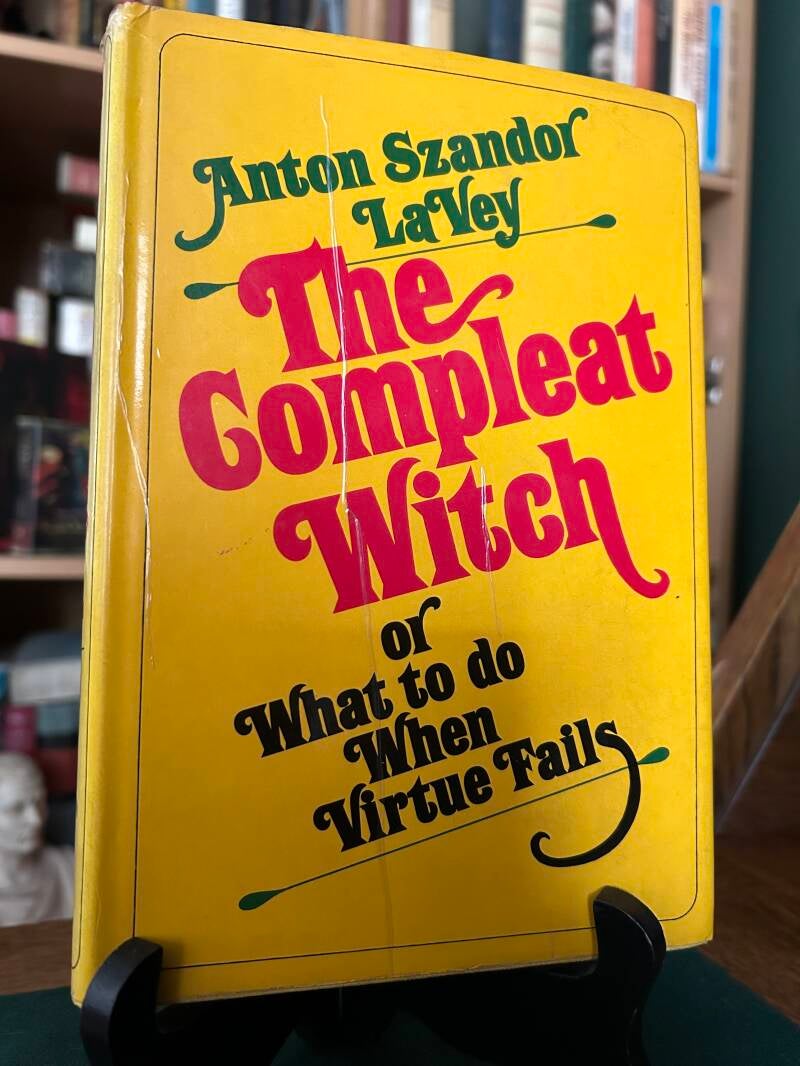 Anton Szandor
LaVey
The
Compleat
Witch
or
What to do
When
Virtue Fails